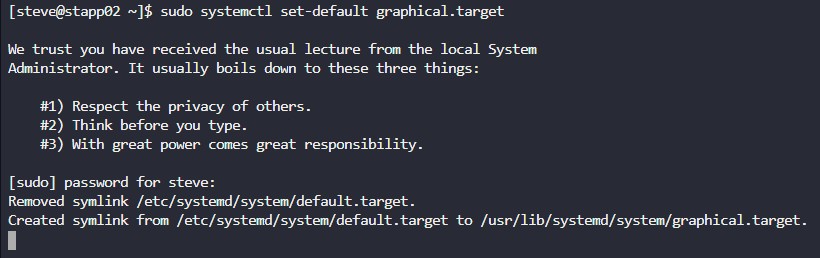 [steve@stapp02 ~]$ sudo systemctl set-default graphical.target
We trust you have received the usual lecture from the local System
Administrator. It usually boils down to these three things:
#1) Respect the privacy of others.
#2) Think before you type.
#3) With great power comes great responsibility.
[sudo] password for steve:
Removed symlink /etc/systemd/system/default.target.
Created symlink from /etc/systemd/system/default.target to /usr/lib/systemd/system/graphical.target.